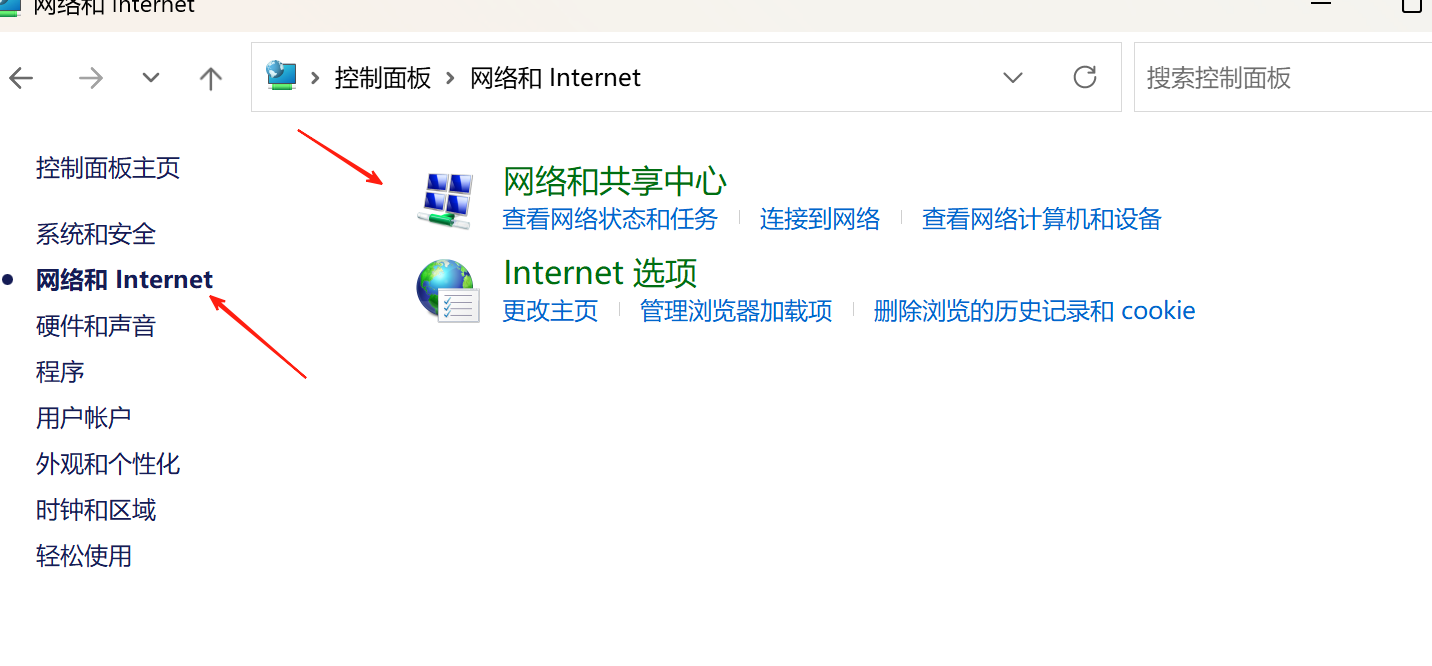 网络和 Internet
控制面板 网络和 Internet
搜索控制面板
控制面板主页
系统和安全
网络和 Internet
硬件和声音
程序
用户帐户
外观和个性化
时钟和区域
轻松使用
网络和共享中心
查看网络状态和任务 连接到网络 查看网络计算机和设备
Internet 选项
更改主页 管理浏览器加载项 删除浏览的历史记录和 cookie